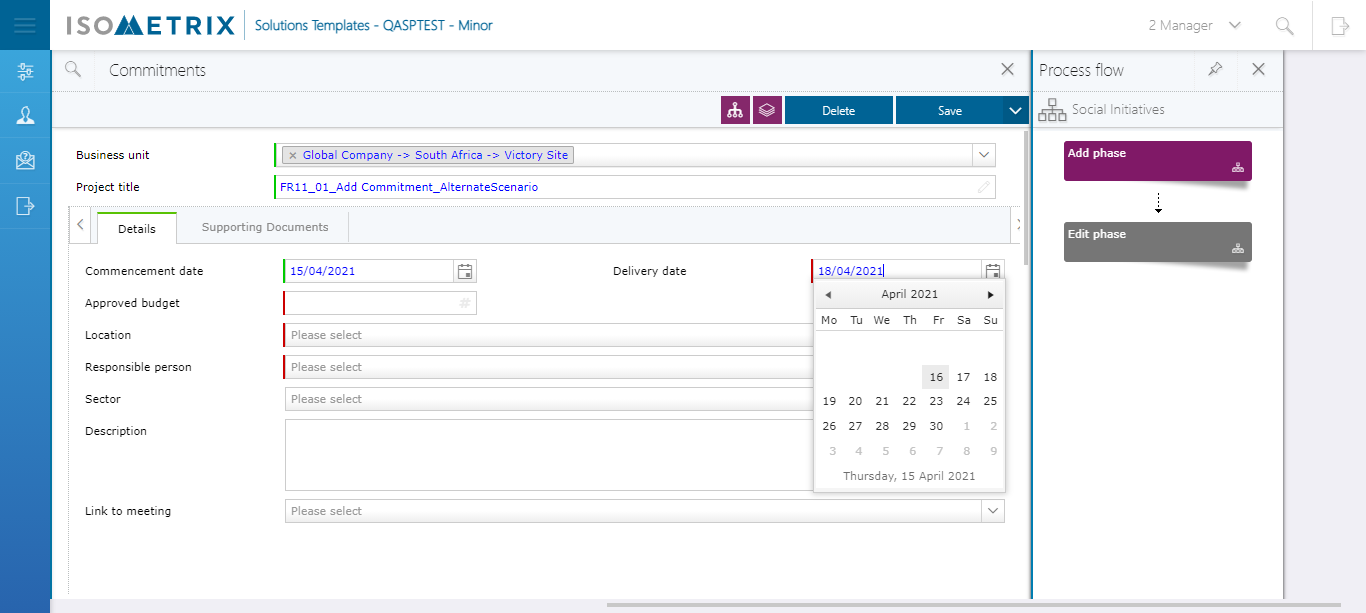 ISOMETRIX Solutions Templates - QASPTEST - Minor 2 Manager
Commitments
Process flow
Delete Save
Social Initiatives
Business unit × Global Company -> South Africa -> Victory Site
Add phase
Project title FR11_01_Add Commitment_AlternateScenario
Details Supporting Documents
Edit phase
Commencement date 15/04/2021 Delivery date 18/04/2021
Approved budget #
April 2021
Mo Tu We Th Fr Sa Su
Location Please select
Responsible person Please select
16 17 18
Sector Please select
19 20 21 22 23 24 25
Description
26 27 28 29 30 1 2
3 4 5 6 7 8 9
Thursday, 15 April 2021
Link to meeting Please select